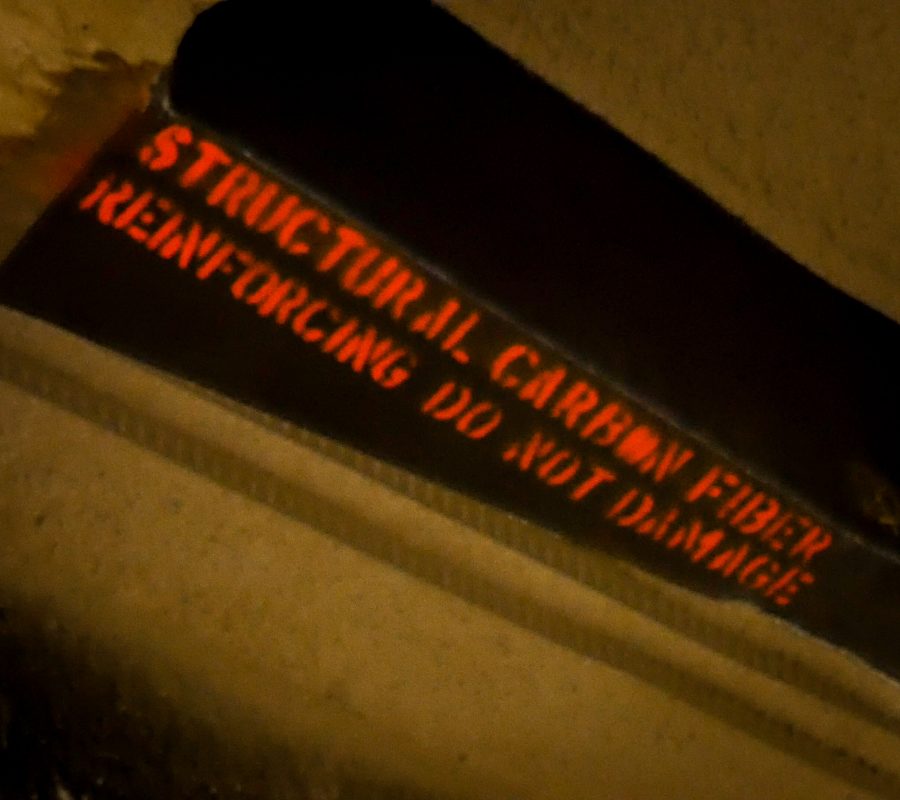 STRUCTURAL CARBON FIBER
REINFORCING DO NOT DAMAGE